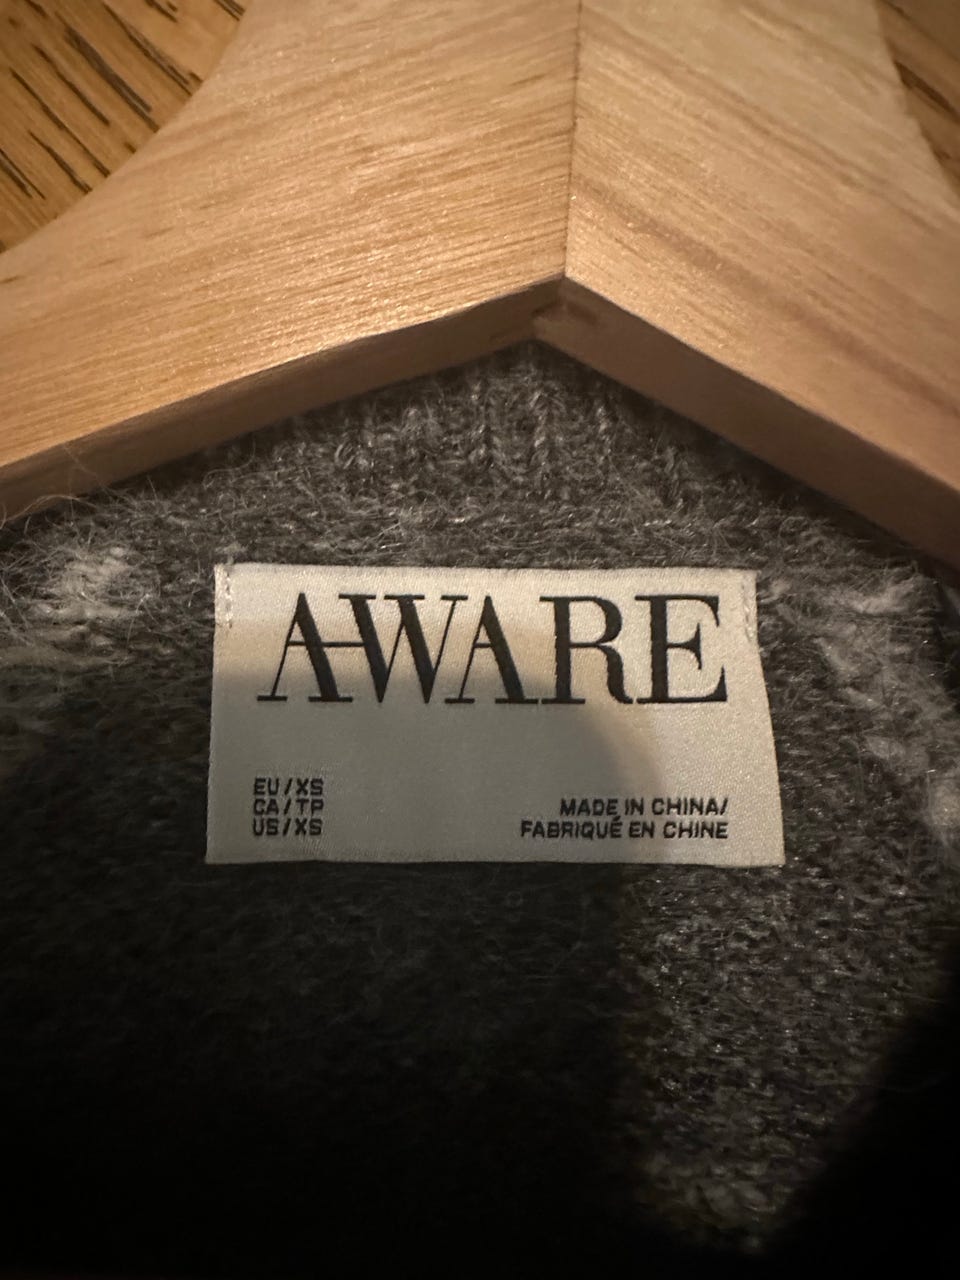 AWARE
EU/XS
CA/TP
US/XS
MADE IN CHINA/
FABRIQUÉ EN CHINE